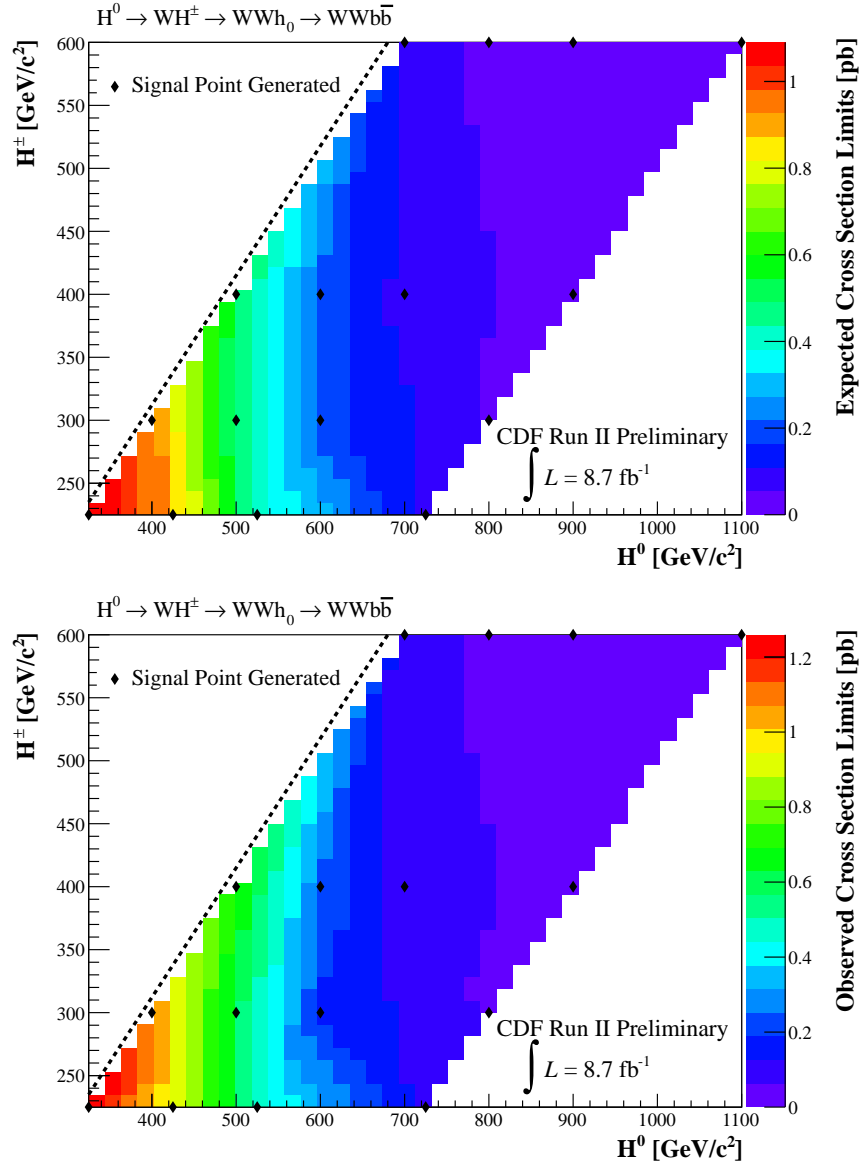 H⁰ → WH± → WWh₀ → WWbb̅
♦ Signal Point Generated
H± [GeV/c²]
600
550
500
450
400
350
300
250
400 500 600 700 800 900 1000 1100
H⁰ [GeV/c²]
CDF Run II Preliminary
∫ L = 8.7 fb⁻¹
1
0.8
0.6
0.4
0.2
0
Expected Cross Section Limits [pb]
H⁰ → WH± → WWh₀ → WWbb̅
♦ Signal Point Generated
H± [GeV/c²]
600
550
500
450
400
350
300
250
400 500 600 700 800 900 1000 1100
H⁰ [GeV/c²]
CDF Run II Preliminary
∫ L = 8.7 fb⁻¹
1.2
1
0.8
0.6
0.4
0.2
0
Observed Cross Section Limits [pb]